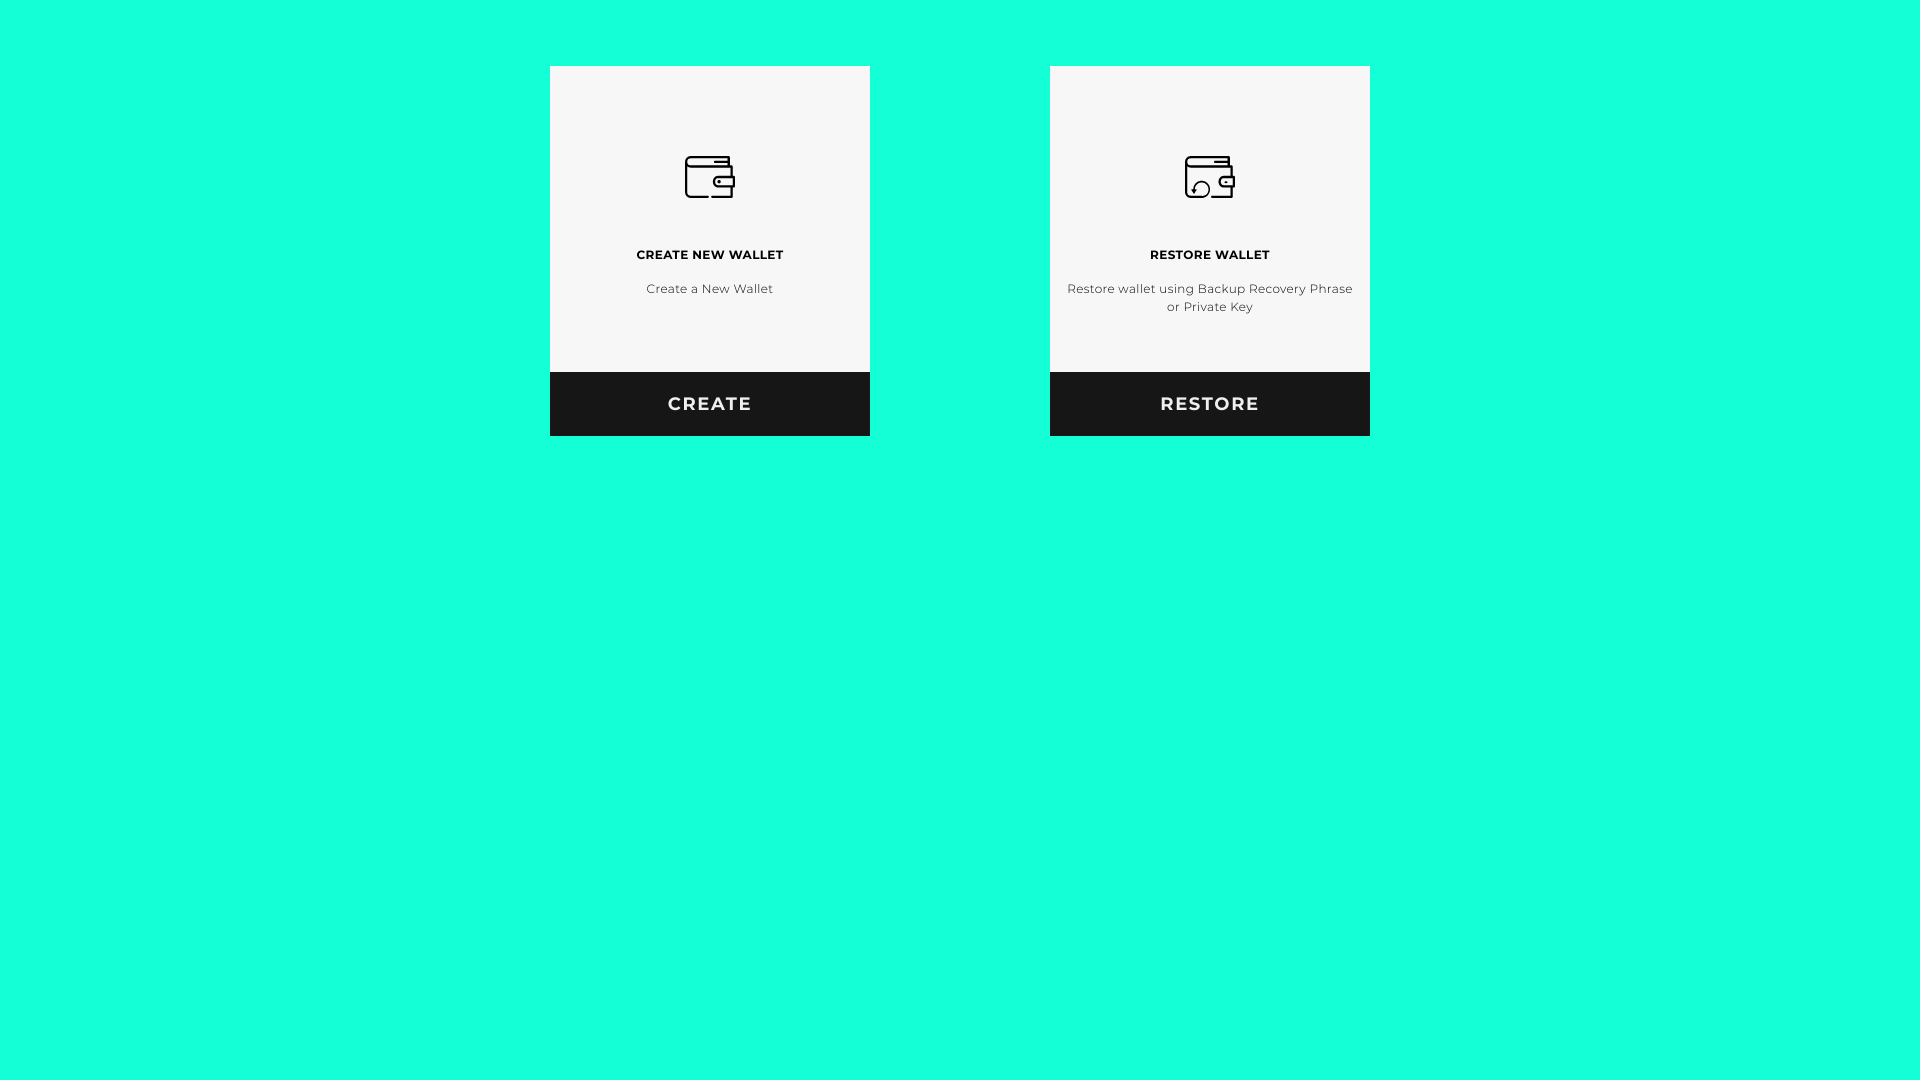 CREATE NEW WALLET
Create a New Wallet
CREATE
RESTORE WALLET
Restore wallet using Backup Recovery Phrase
or Private Key
RESTORE